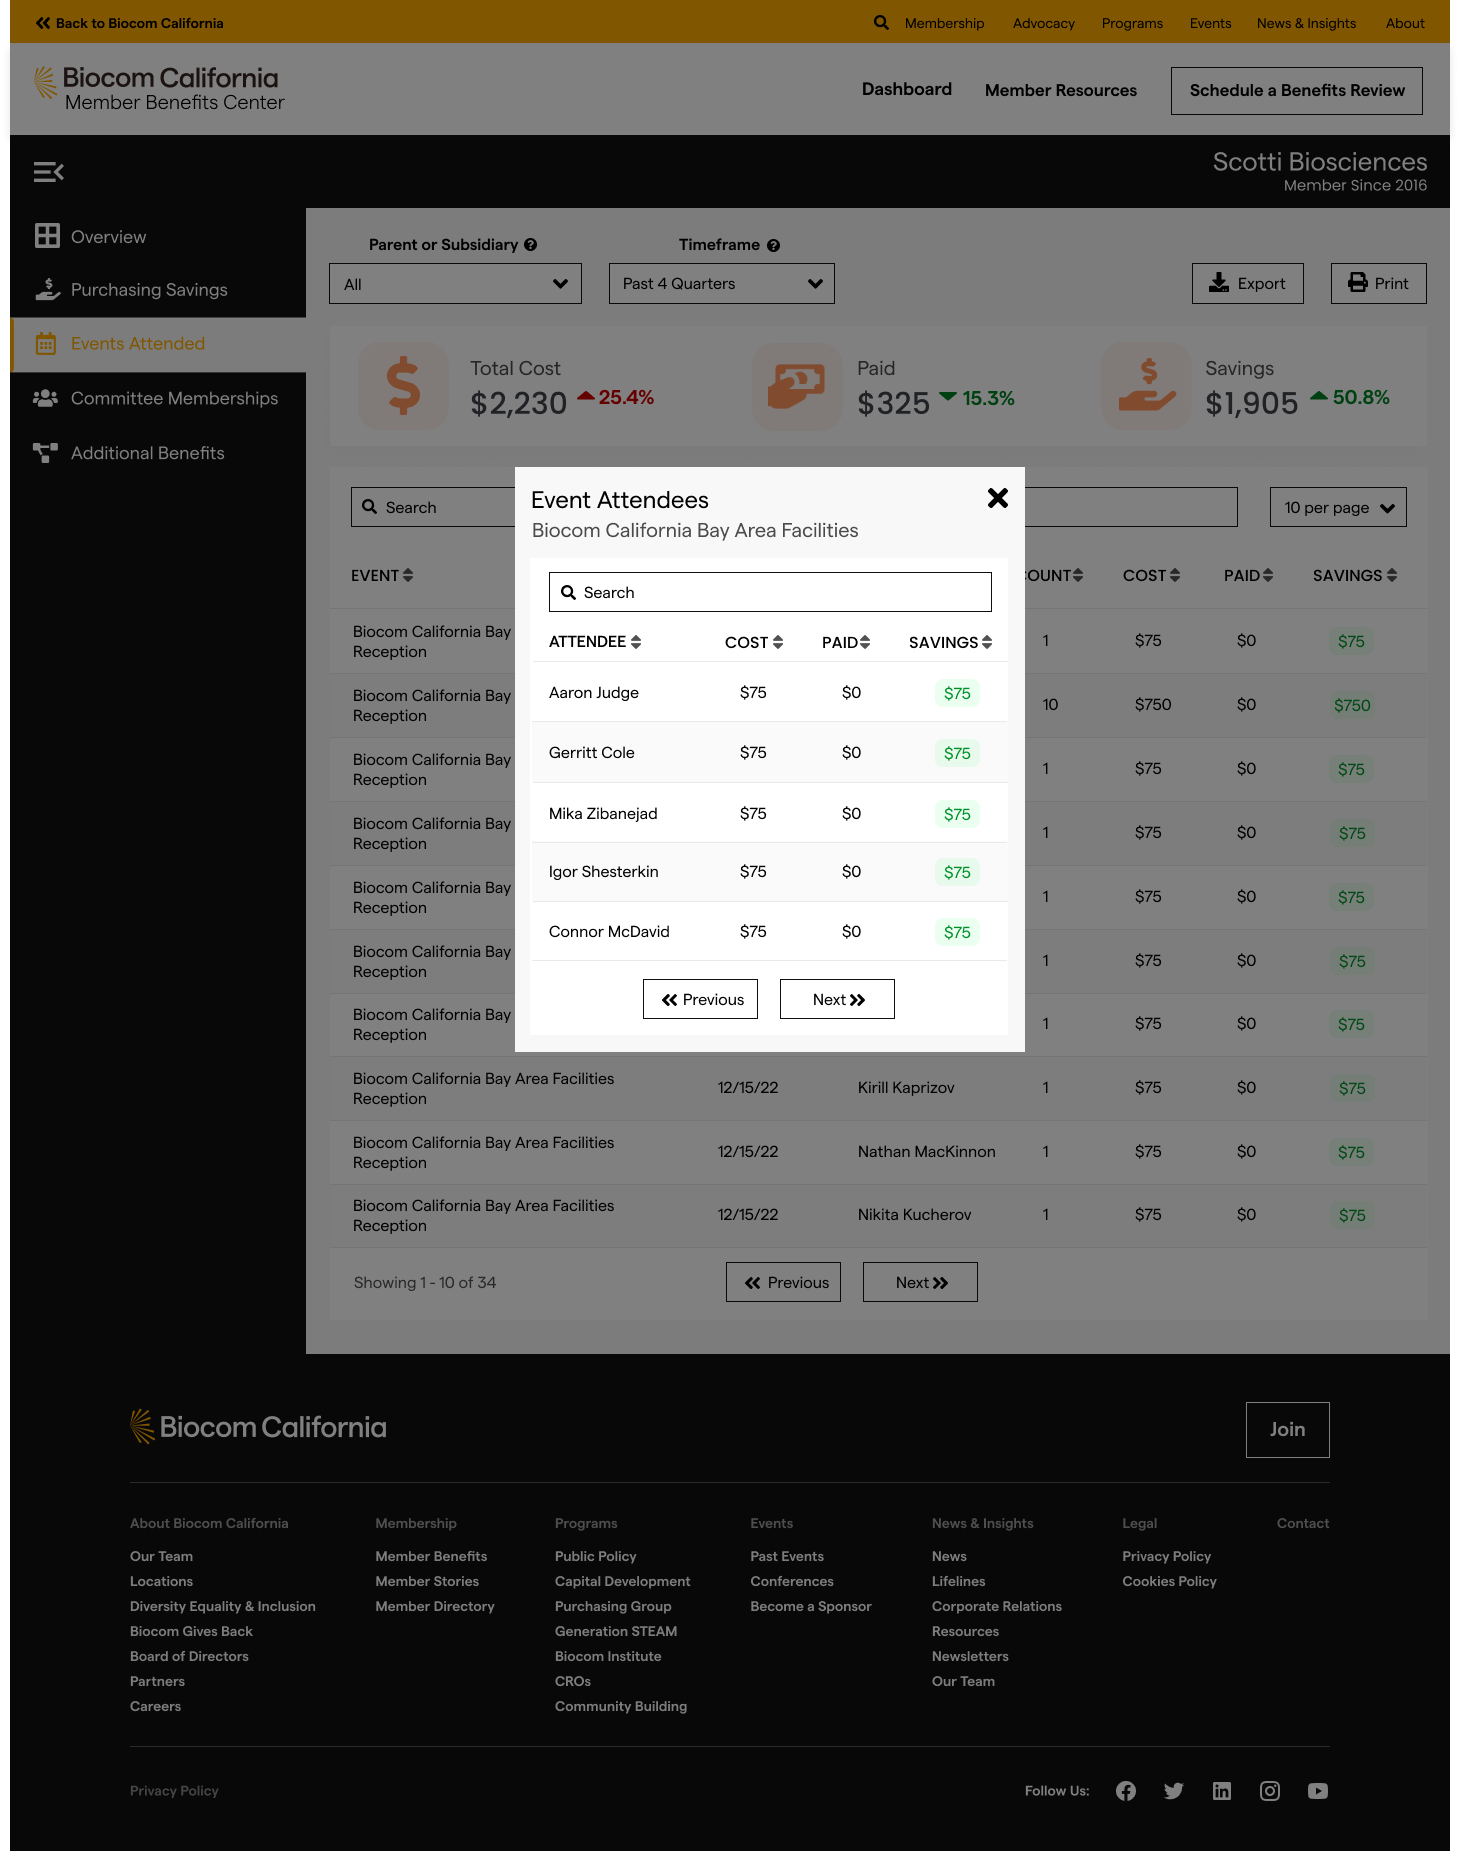 Back to Biocom California
Membership Advocacy Programs Events News & Insights About
Biocom California
Member Benefits Center
Dashboard Member Resources Schedule a Benefits Review
Scotti Biosciences
Member Since 2016
Overview
Purchasing Savings
Events Attended
Committee Memberships
Additional Benefits
Parent or Subsidiary Timeframe
All Past 4 Quarters Export Print
Total Cost
$2,230 25.4%
Paid
$325 15.3%
Savings
$1,905 50.8%
Search 10 per page
EVENT OUNT COST PAID SAVINGS
Biocom California Bay
Reception
1 $75 $0 $75
Biocom California Bay
Reception
10 $750 $0 $750
Biocom California Bay
Reception
1 $75 $0 $75
Biocom California Bay
Reception
1 $75 $0 $75
Biocom California Bay
Reception
1 $75 $0 $75
Biocom California Bay
Reception
1 $75 $0 $75
Biocom California Bay
Reception
1 $75 $0 $75
Biocom California Bay Area Facilities
Reception
12/15/22 Kirill Kaprizov 1 $75 $0 $75
Biocom California Bay Area Facilities
Reception
12/15/22 Nathan MacKinnon 1 $75 $0 $75
Biocom California Bay Area Facilities
Reception
12/15/22 Nikita Kucherov 1 $75 $0 $75
Showing 1 - 10 of 34 Previous Next
Event Attendees
Biocom California Bay Area Facilities
Search
ATTENDEE COST PAID SAVINGS
Aaron Judge $75 $0 $75
Gerritt Cole $75 $0 $75
Mika Zibanejad $75 $0 $75
Igor Shesterkin $75 $0 $75
Connor McDavid $75 $0 $75
Previous Next
Biocom California
Join
About Biocom California
Our Team
Locations
Diversity Equality & Inclusion
Biocom Gives Back
Board of Directors
Partners
Careers
Membership
Member Benefits
Member Stories
Member Directory
Programs
Public Policy
Capital Development
Purchasing Group
Generation STEAM
Biocom Institute
CROs
Community Building
Events
Past Events
Conferences
Become a Sponsor
News & Insights
News
Lifelines
Corporate Relations
Resources
Newsletters
Our Team
Legal
Privacy Policy
Cookies Policy
Contact
Privacy Policy
Follow Us: